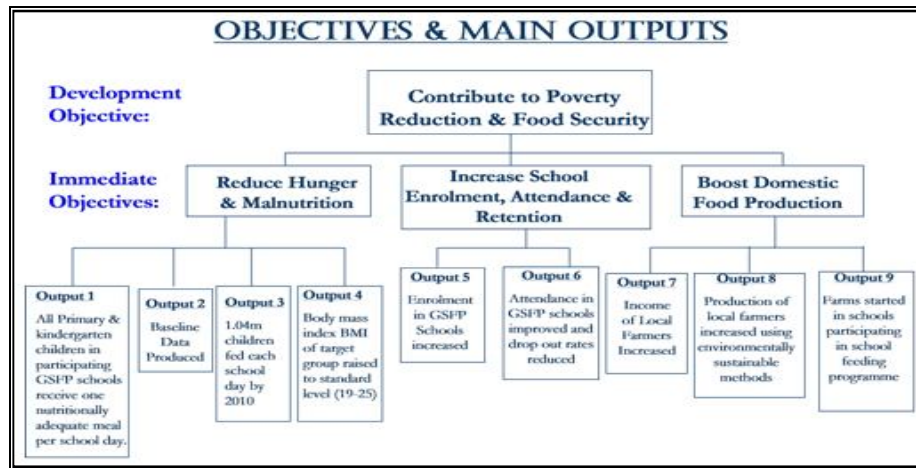 OBJECTIVES & MAIN OUTPUTS
Development
Objective:
Contribute to Poverty
Reduction & Food Security
Immediate
Objectives:
Reduce Hunger
& Malnutrition
Increase School
Enrolment, Attendance &
Retention
Boost Domestic
Food Production
Output 1
All Primary &
kindergarten
children in
participating
GSFP schools
receive one
nutritionally
adequate meal
per school day.
Output 2
Baseline
Data
Produced
Output 3
1.04m
children
fed each
school
day by
2010
Output 4
Body mass
index BMI
of target
group raised
to standard
level (19-25)
Output 5
Enrolment
in GSFP
Schools
increased
Output 6
Attendance in
GSFP schools
improved and
drop out rates
reduced
Output 7
Income
of Local
Farmers
Increased
Output 8
Production of
local farmers
increased using
environmentally
sustainable
methods
Output 9
Farms started
in schools
participating
in school
feeding
programme